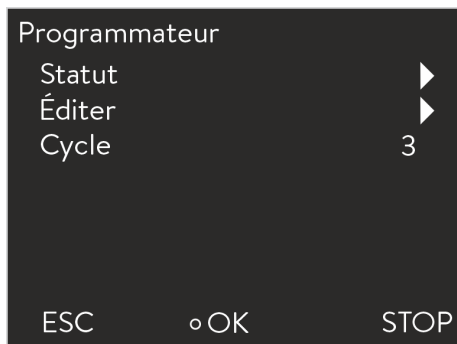 Programmateur
Statut
Éditer
Cycle 3
ESC OK STOP